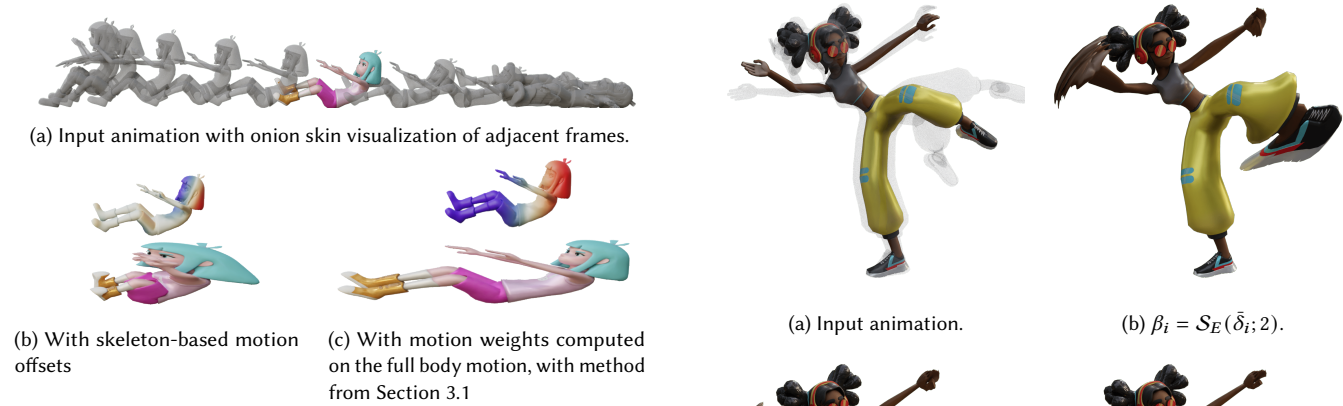 (a) Input animation with onion skin visualization of adjacent frames.
(b) With skeleton-based motion
offsets
(c) With motion weights computed
on the full body motion, with method
from Section 3.1
(a) Input animation.
(b) βᵢ = 𝒮_E(δ̄ᵢ; 2).